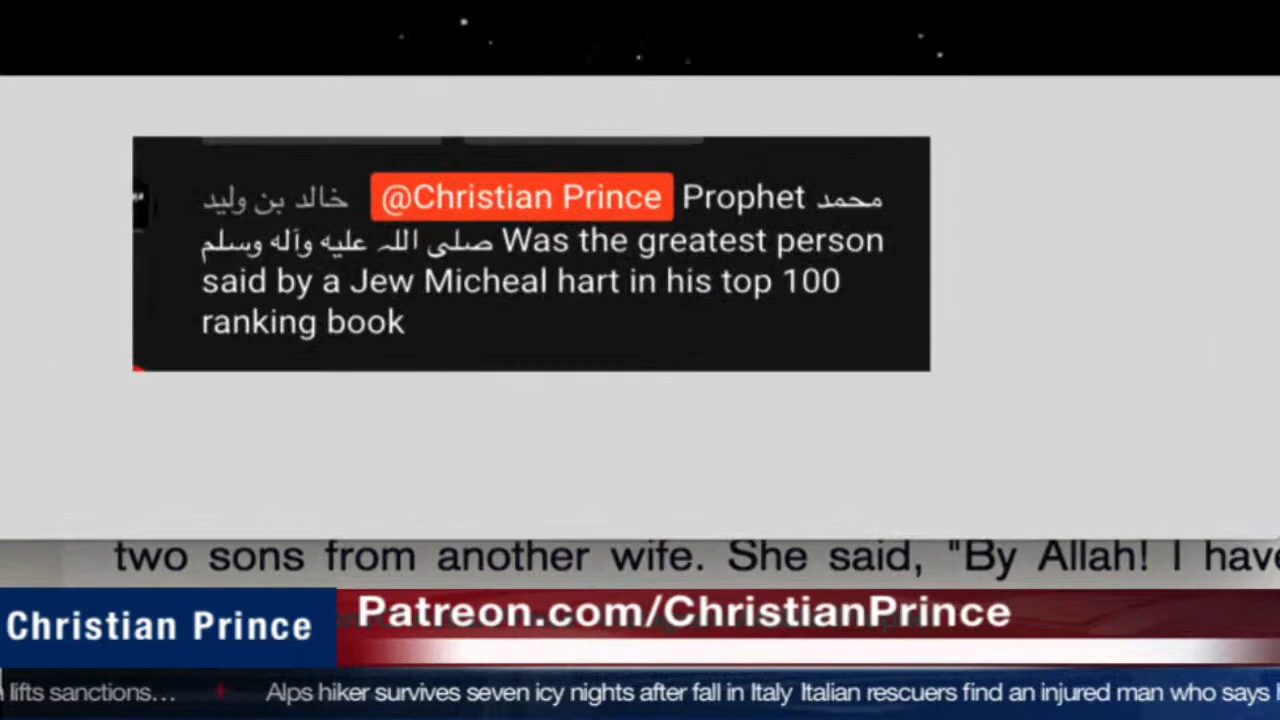 خالد بن وليد @Christian Prince Prophet محمد
صلى اللہ عليه وآله وسلم Was the greatest person
said by a Jew Micheal hart in his top 100
ranking book
two sons from another wife. She said, "By Allah! I have
Christian Prince
Patreon.com/ChristianPrince
lifts sanctions...
Alps hiker survives seven icy nights after fall in Italy Italian rescuers find an injured man who says